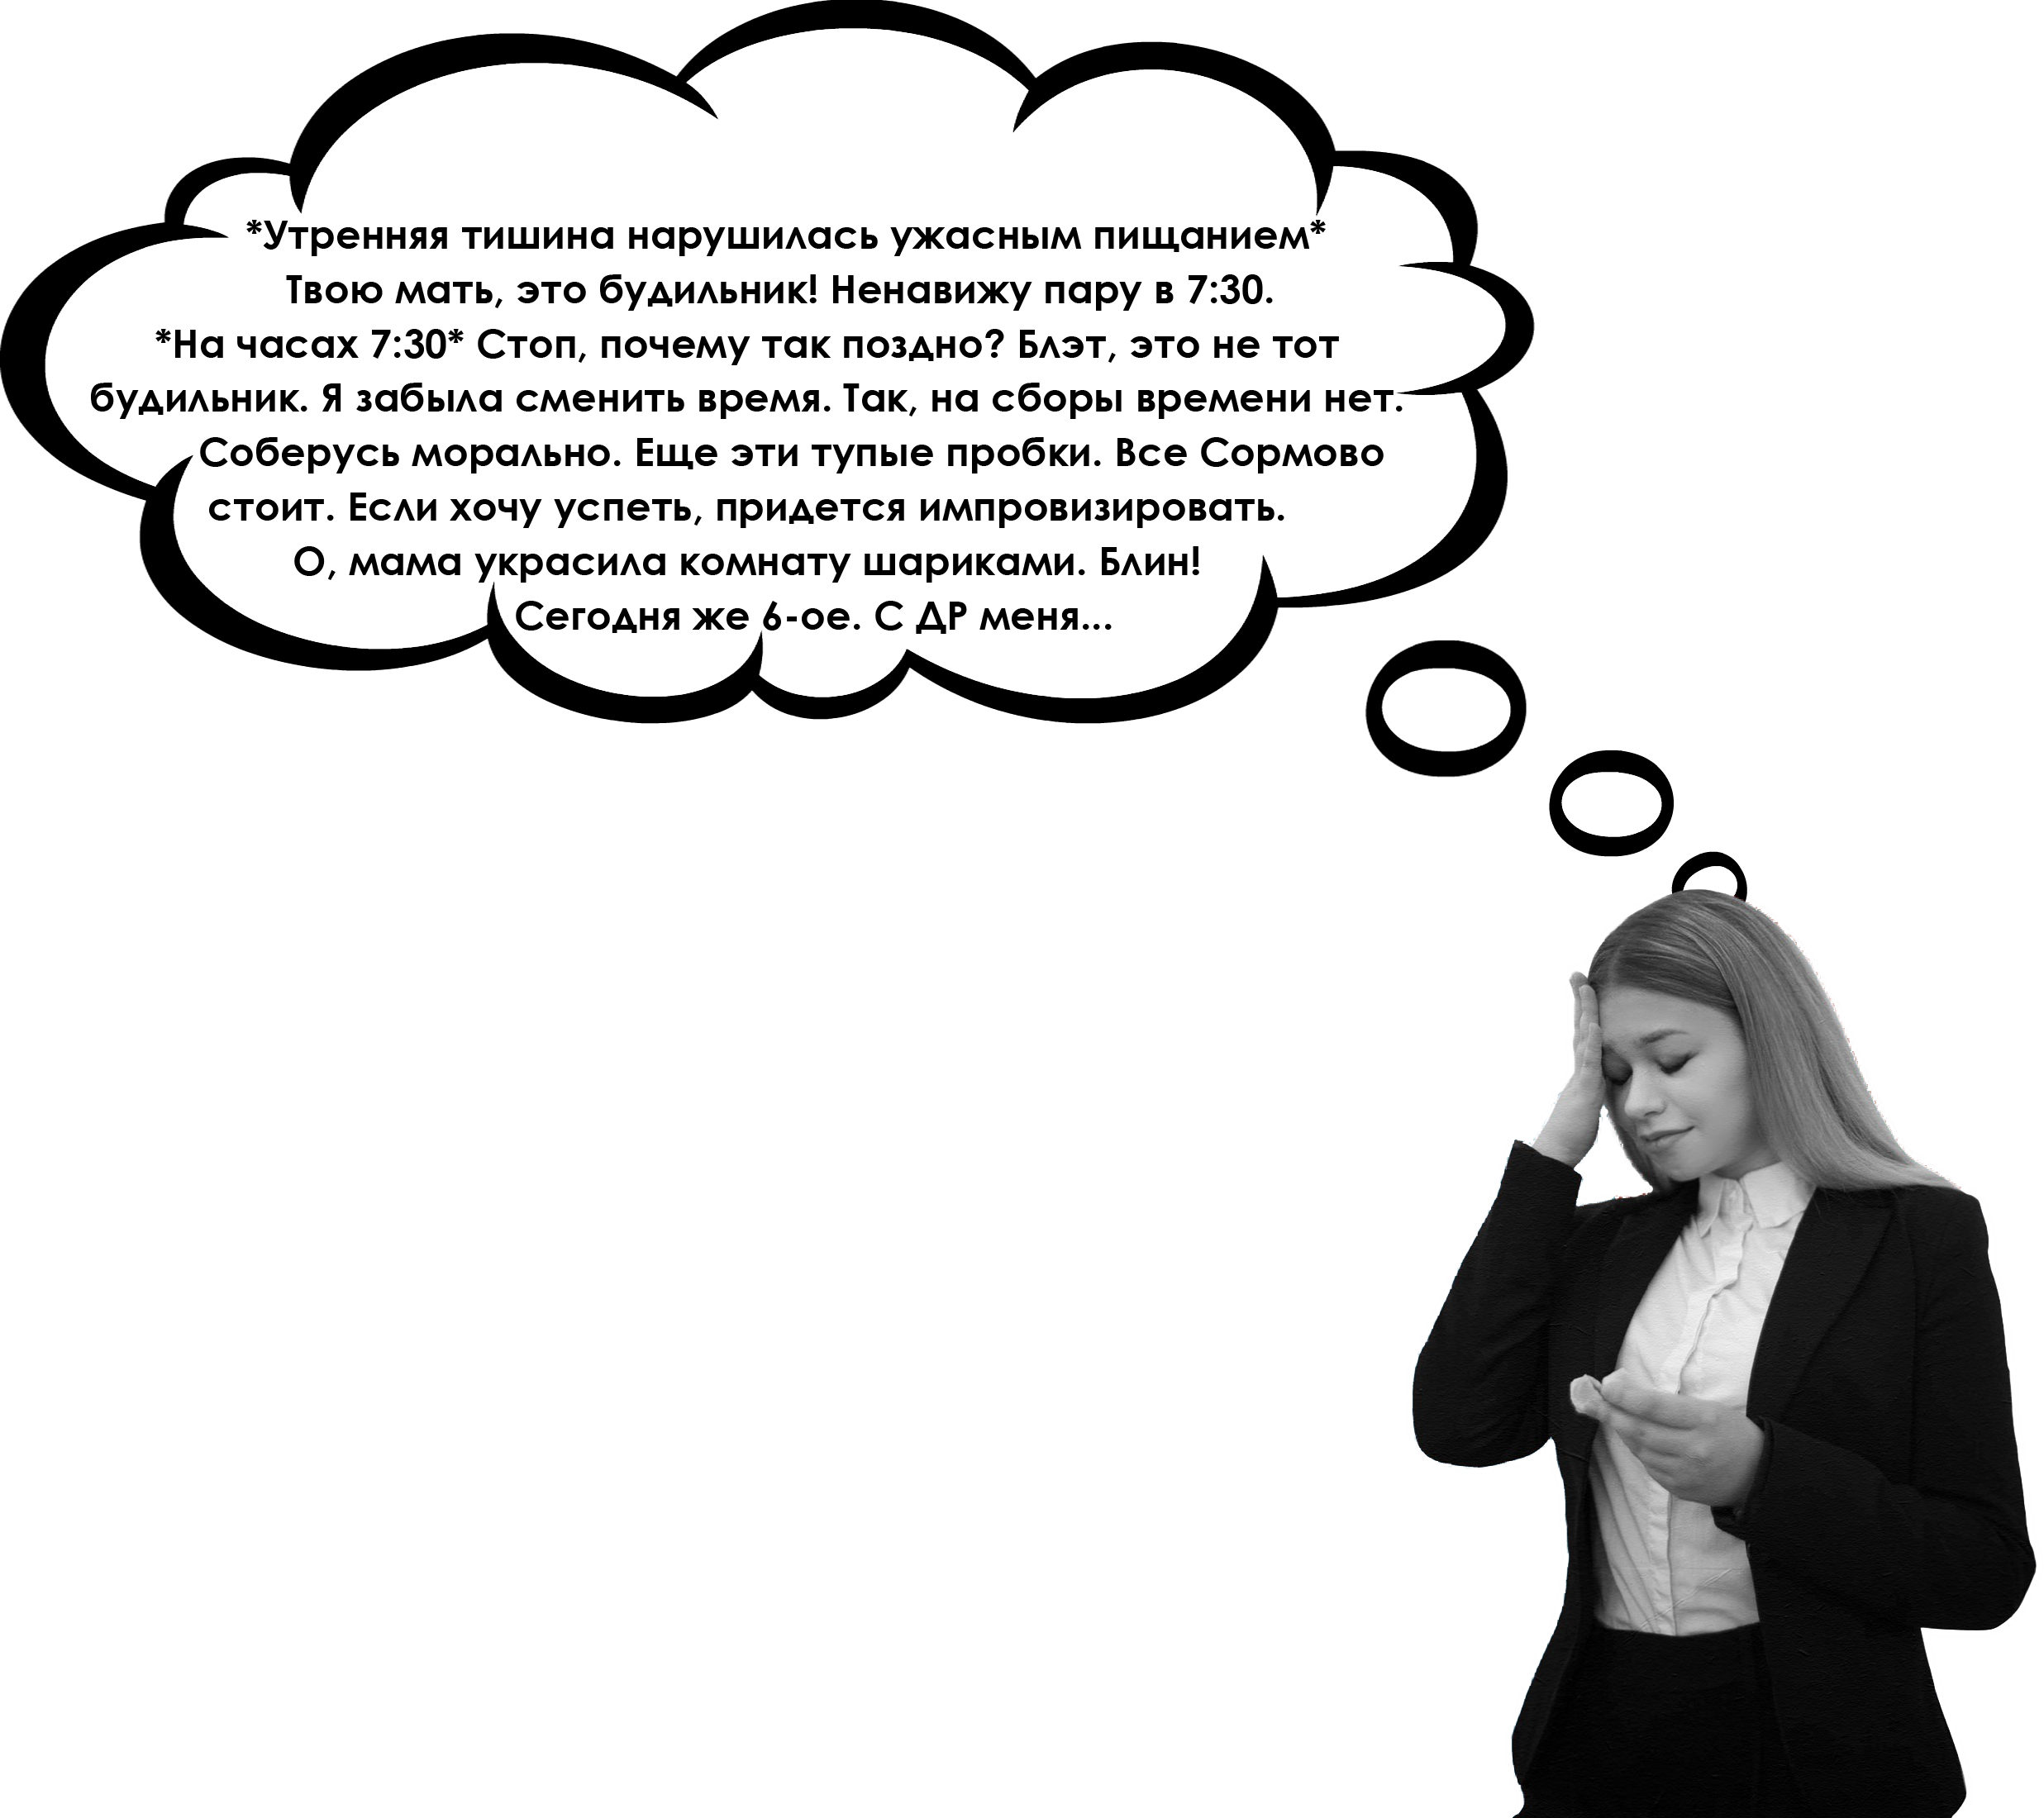 *Утренняя тишина нарушилась ужасным пищанием*
Твою мать, это будильник! Ненавижу пару в 7:30.
*На часах 7:30* Стоп, почему так поздно? Блэт, это не тот
будильник. Я забыла сменить время. Так, на сборы времени нет.
Соберусь морально. Еще эти тупые пробки. Все Сормово
стоит. Если хочу успеть, придется импровизировать.
О, мама украсила комнату шариками. Блин!
Сегодня же 6-ое. С ДР меня...